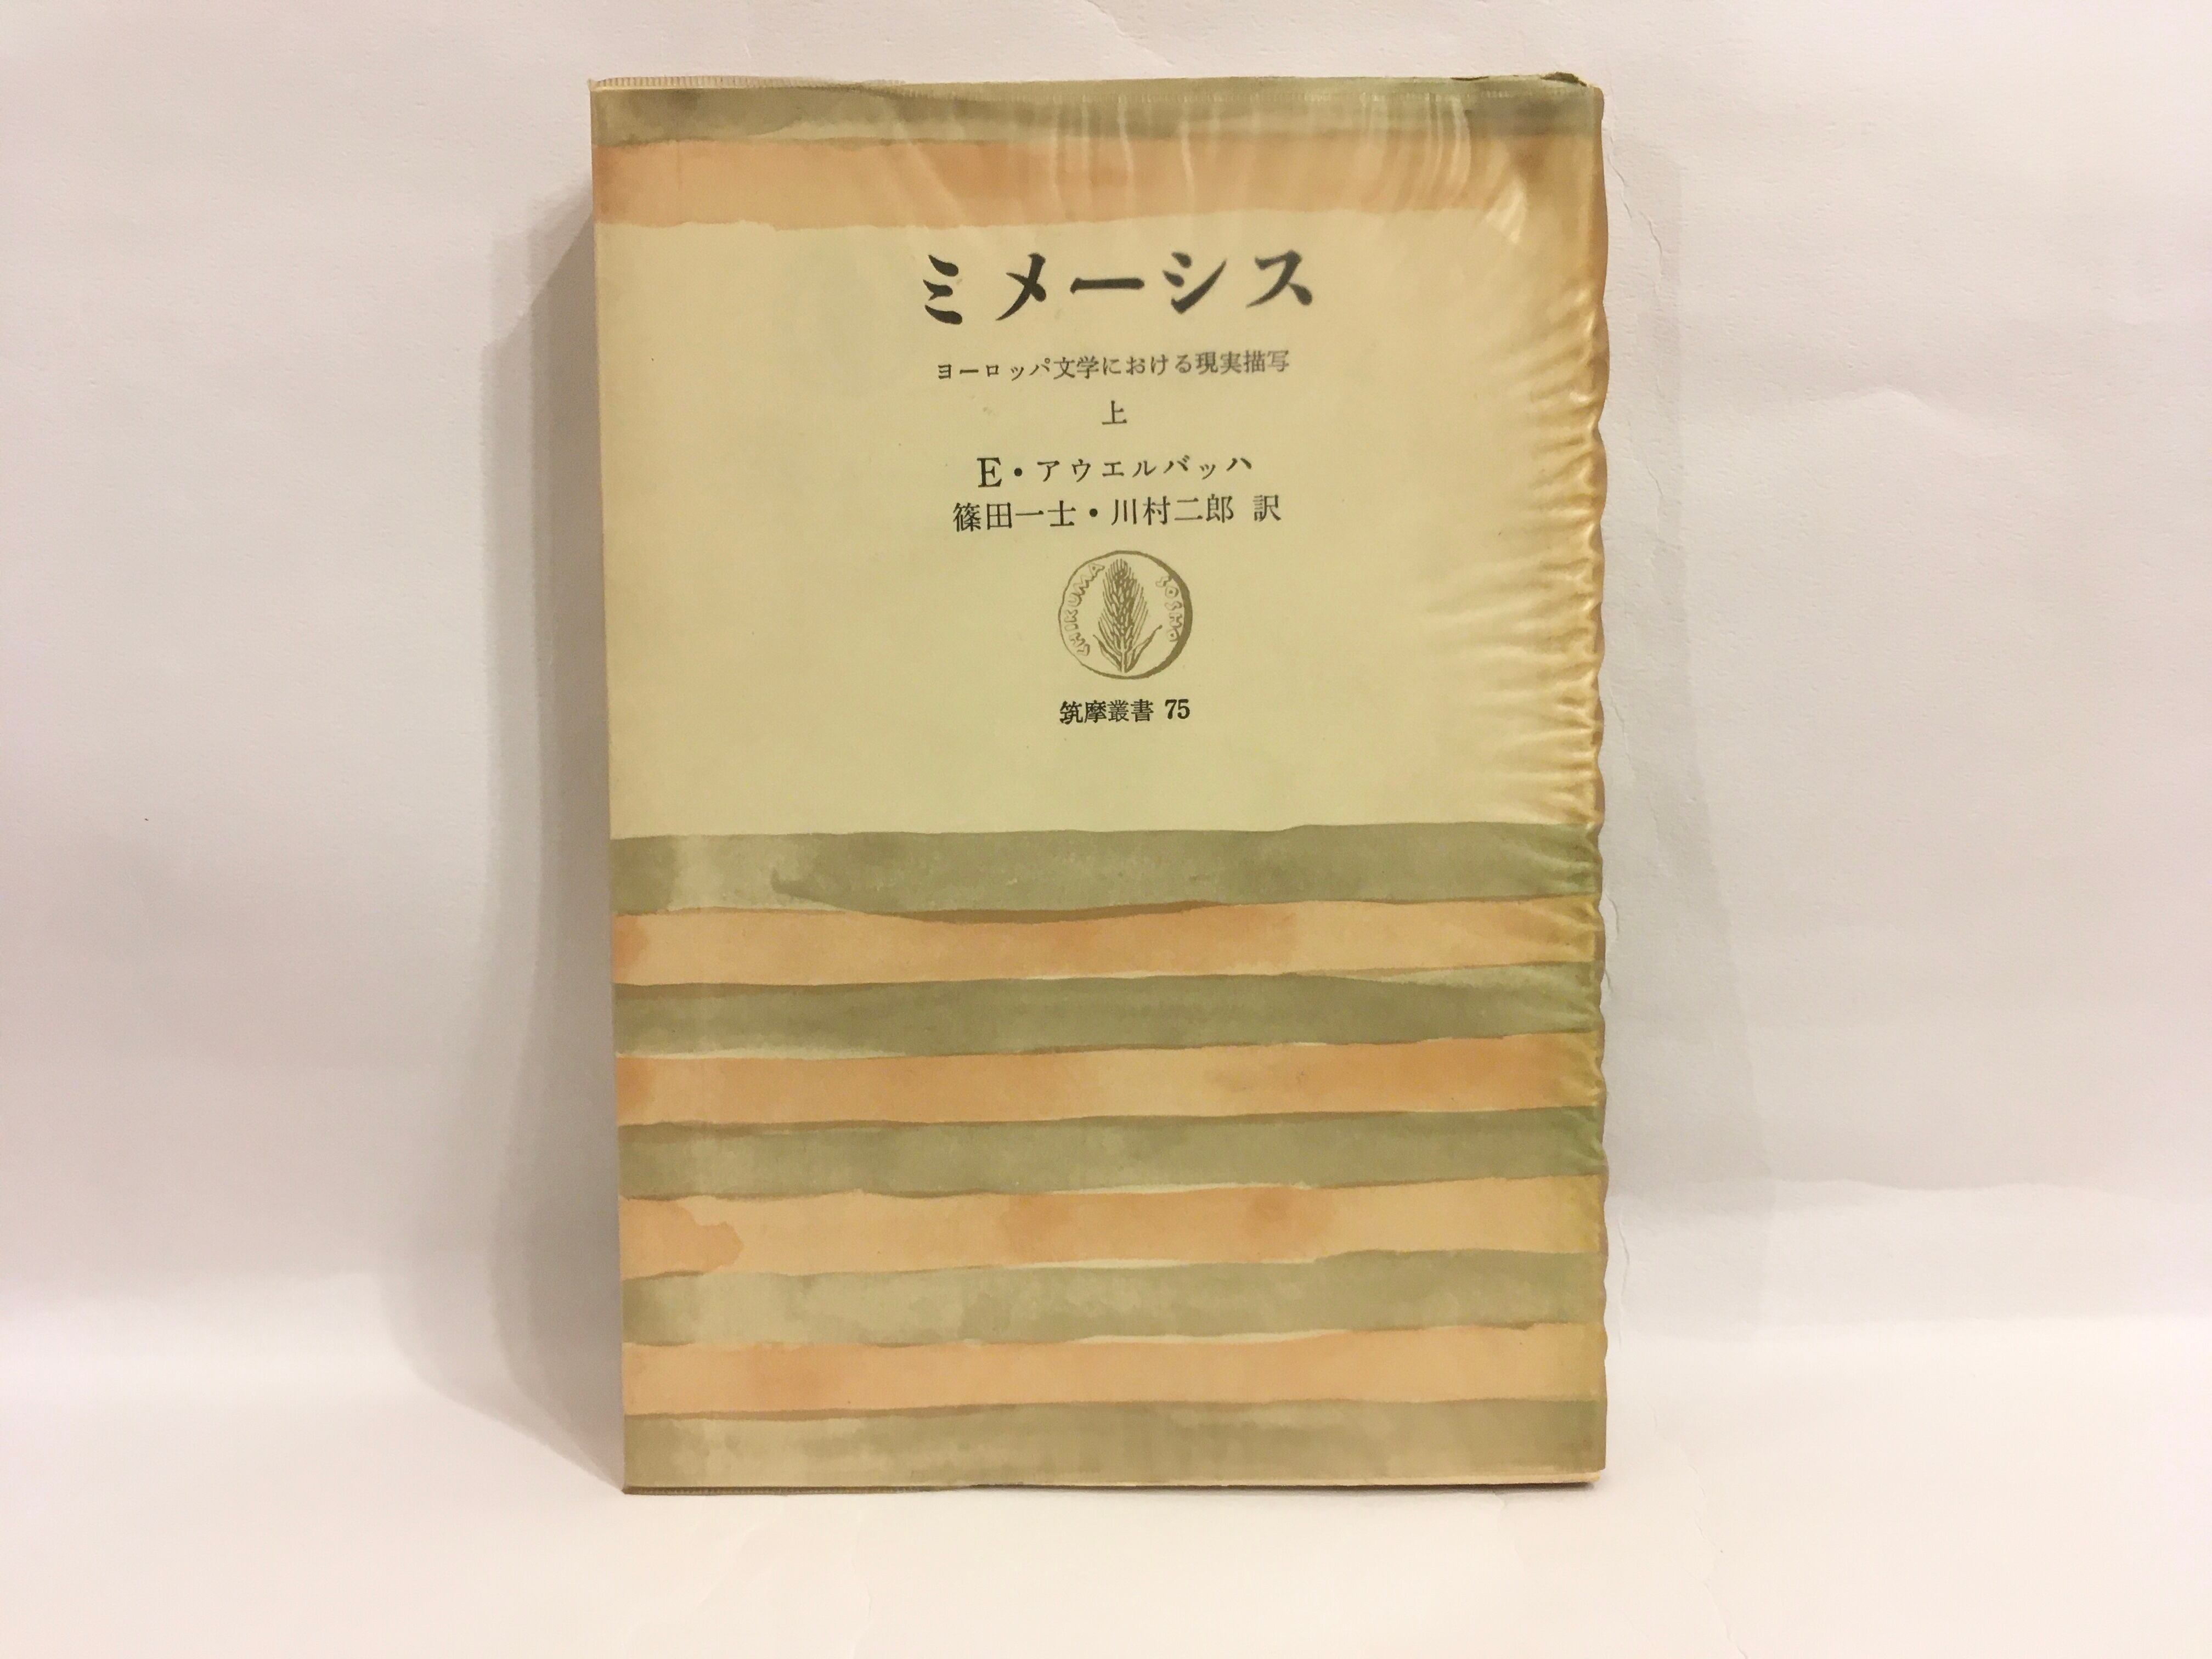 ミメーシス
ヨーロッパ文学における現実描写
上
E・アウエルバッハ
篠田一士・川村二郎 訳
CHIKUMA SOSHO
筑摩叢書 75